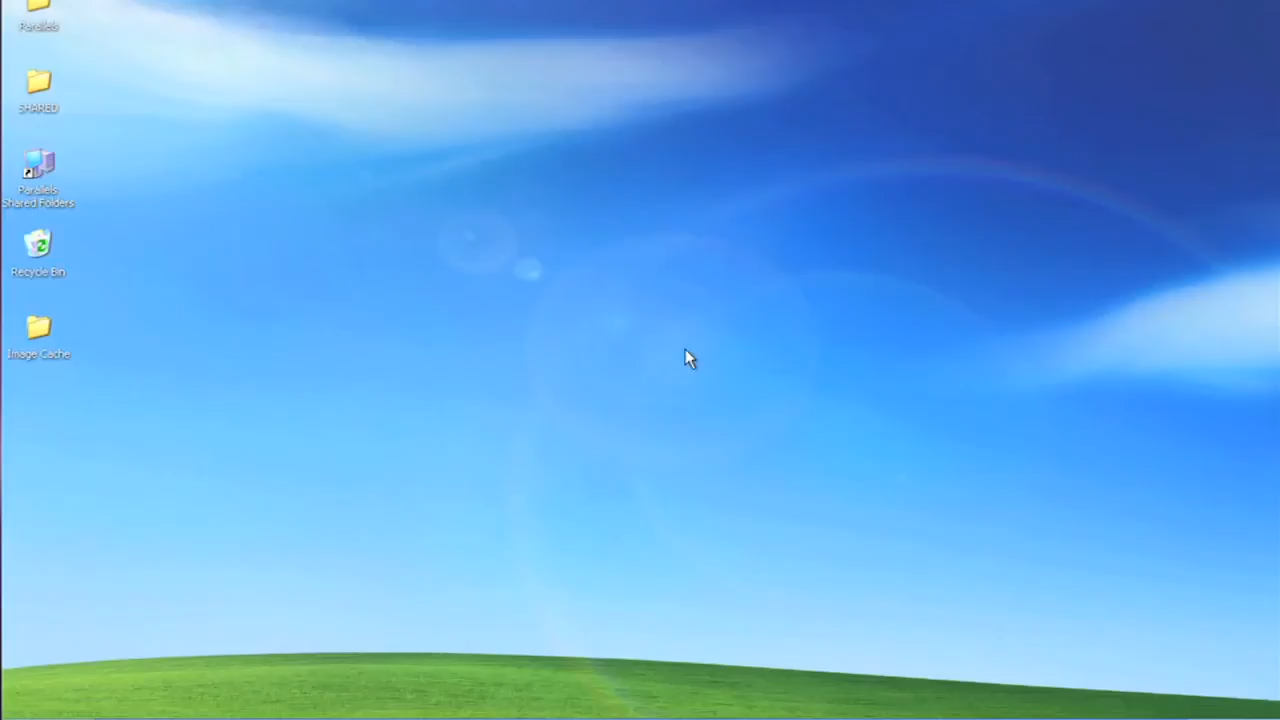 Parallels
SHARED
Parallels
Shared Folders
Recycle Bin
Image Cache